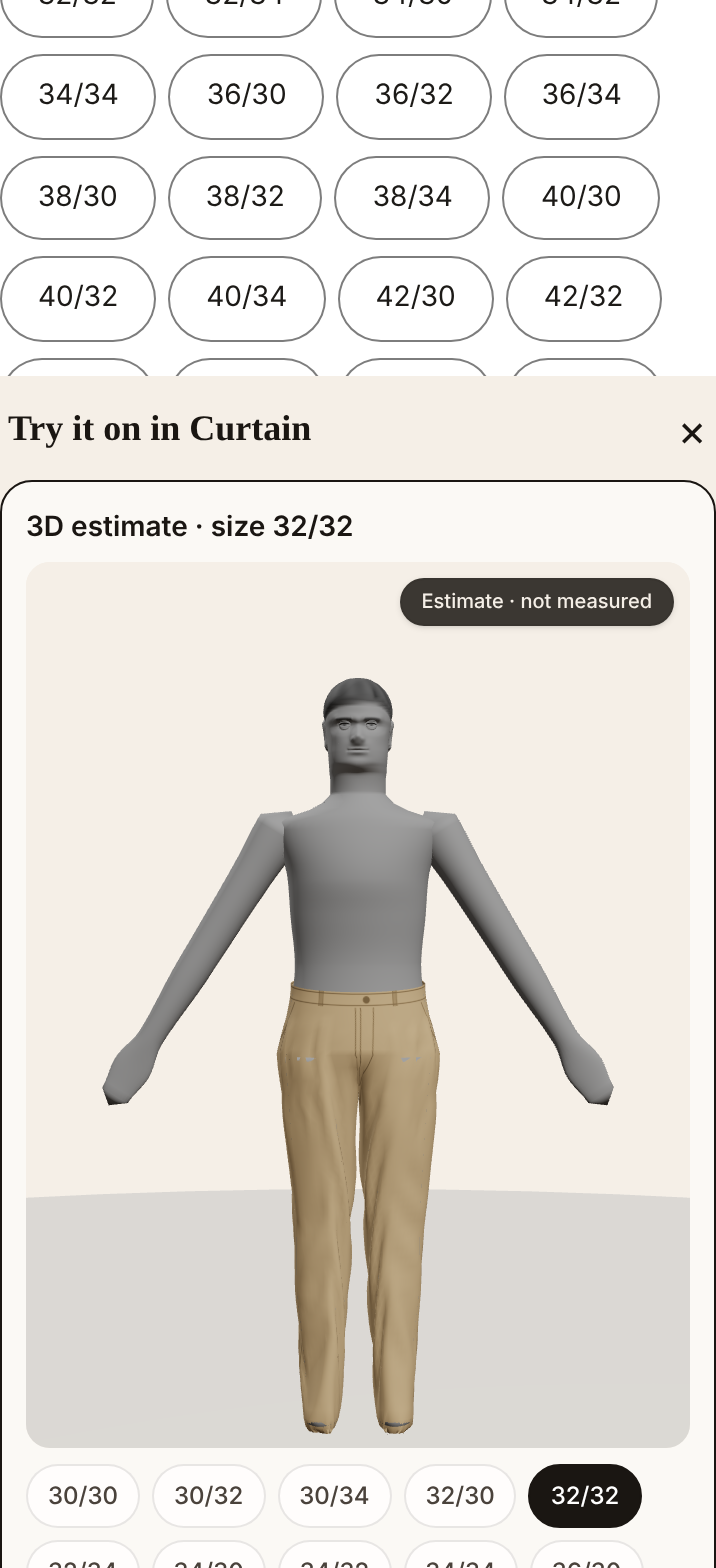 34/34 36/30 36/32 36/34
38/30 38/32 38/34 40/30
40/32 40/34 42/30 42/32
Try it on in Curtain
3D estimate · size 32/32
Estimate · not measured
30/30 30/32 30/34 32/30 32/32